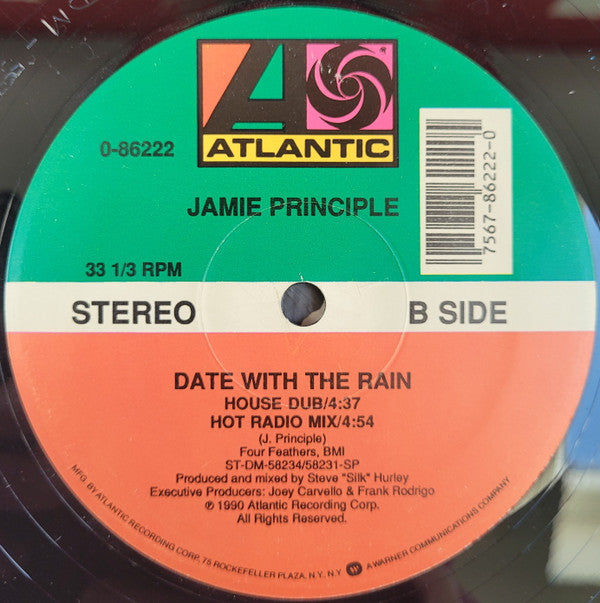 ATLANTIC
0-86222
JAMIE PRINCIPLE
7567-86222-0
33 1/3 RPM
STEREO
B SIDE
DATE WITH THE RAIN
HOUSE DUB/4:37
HOT RADIO MIX/4:54
(J. Principle)
Four Feathers, BMI
ST-DM-58234/58231-SP
Produced and mixed by Steve "Silk" Hurley
Executive Producers: Joey Carvello & Frank Rodrigo
℗ 1990 Atlantic Recording Corp.
All Rights Reserved.
MFG. BY ATLANTIC RECORDING CORP., 75 ROCKEFELLER PLAZA, N.Y., N.Y. A WARNER COMMUNICATIONS COMPANY